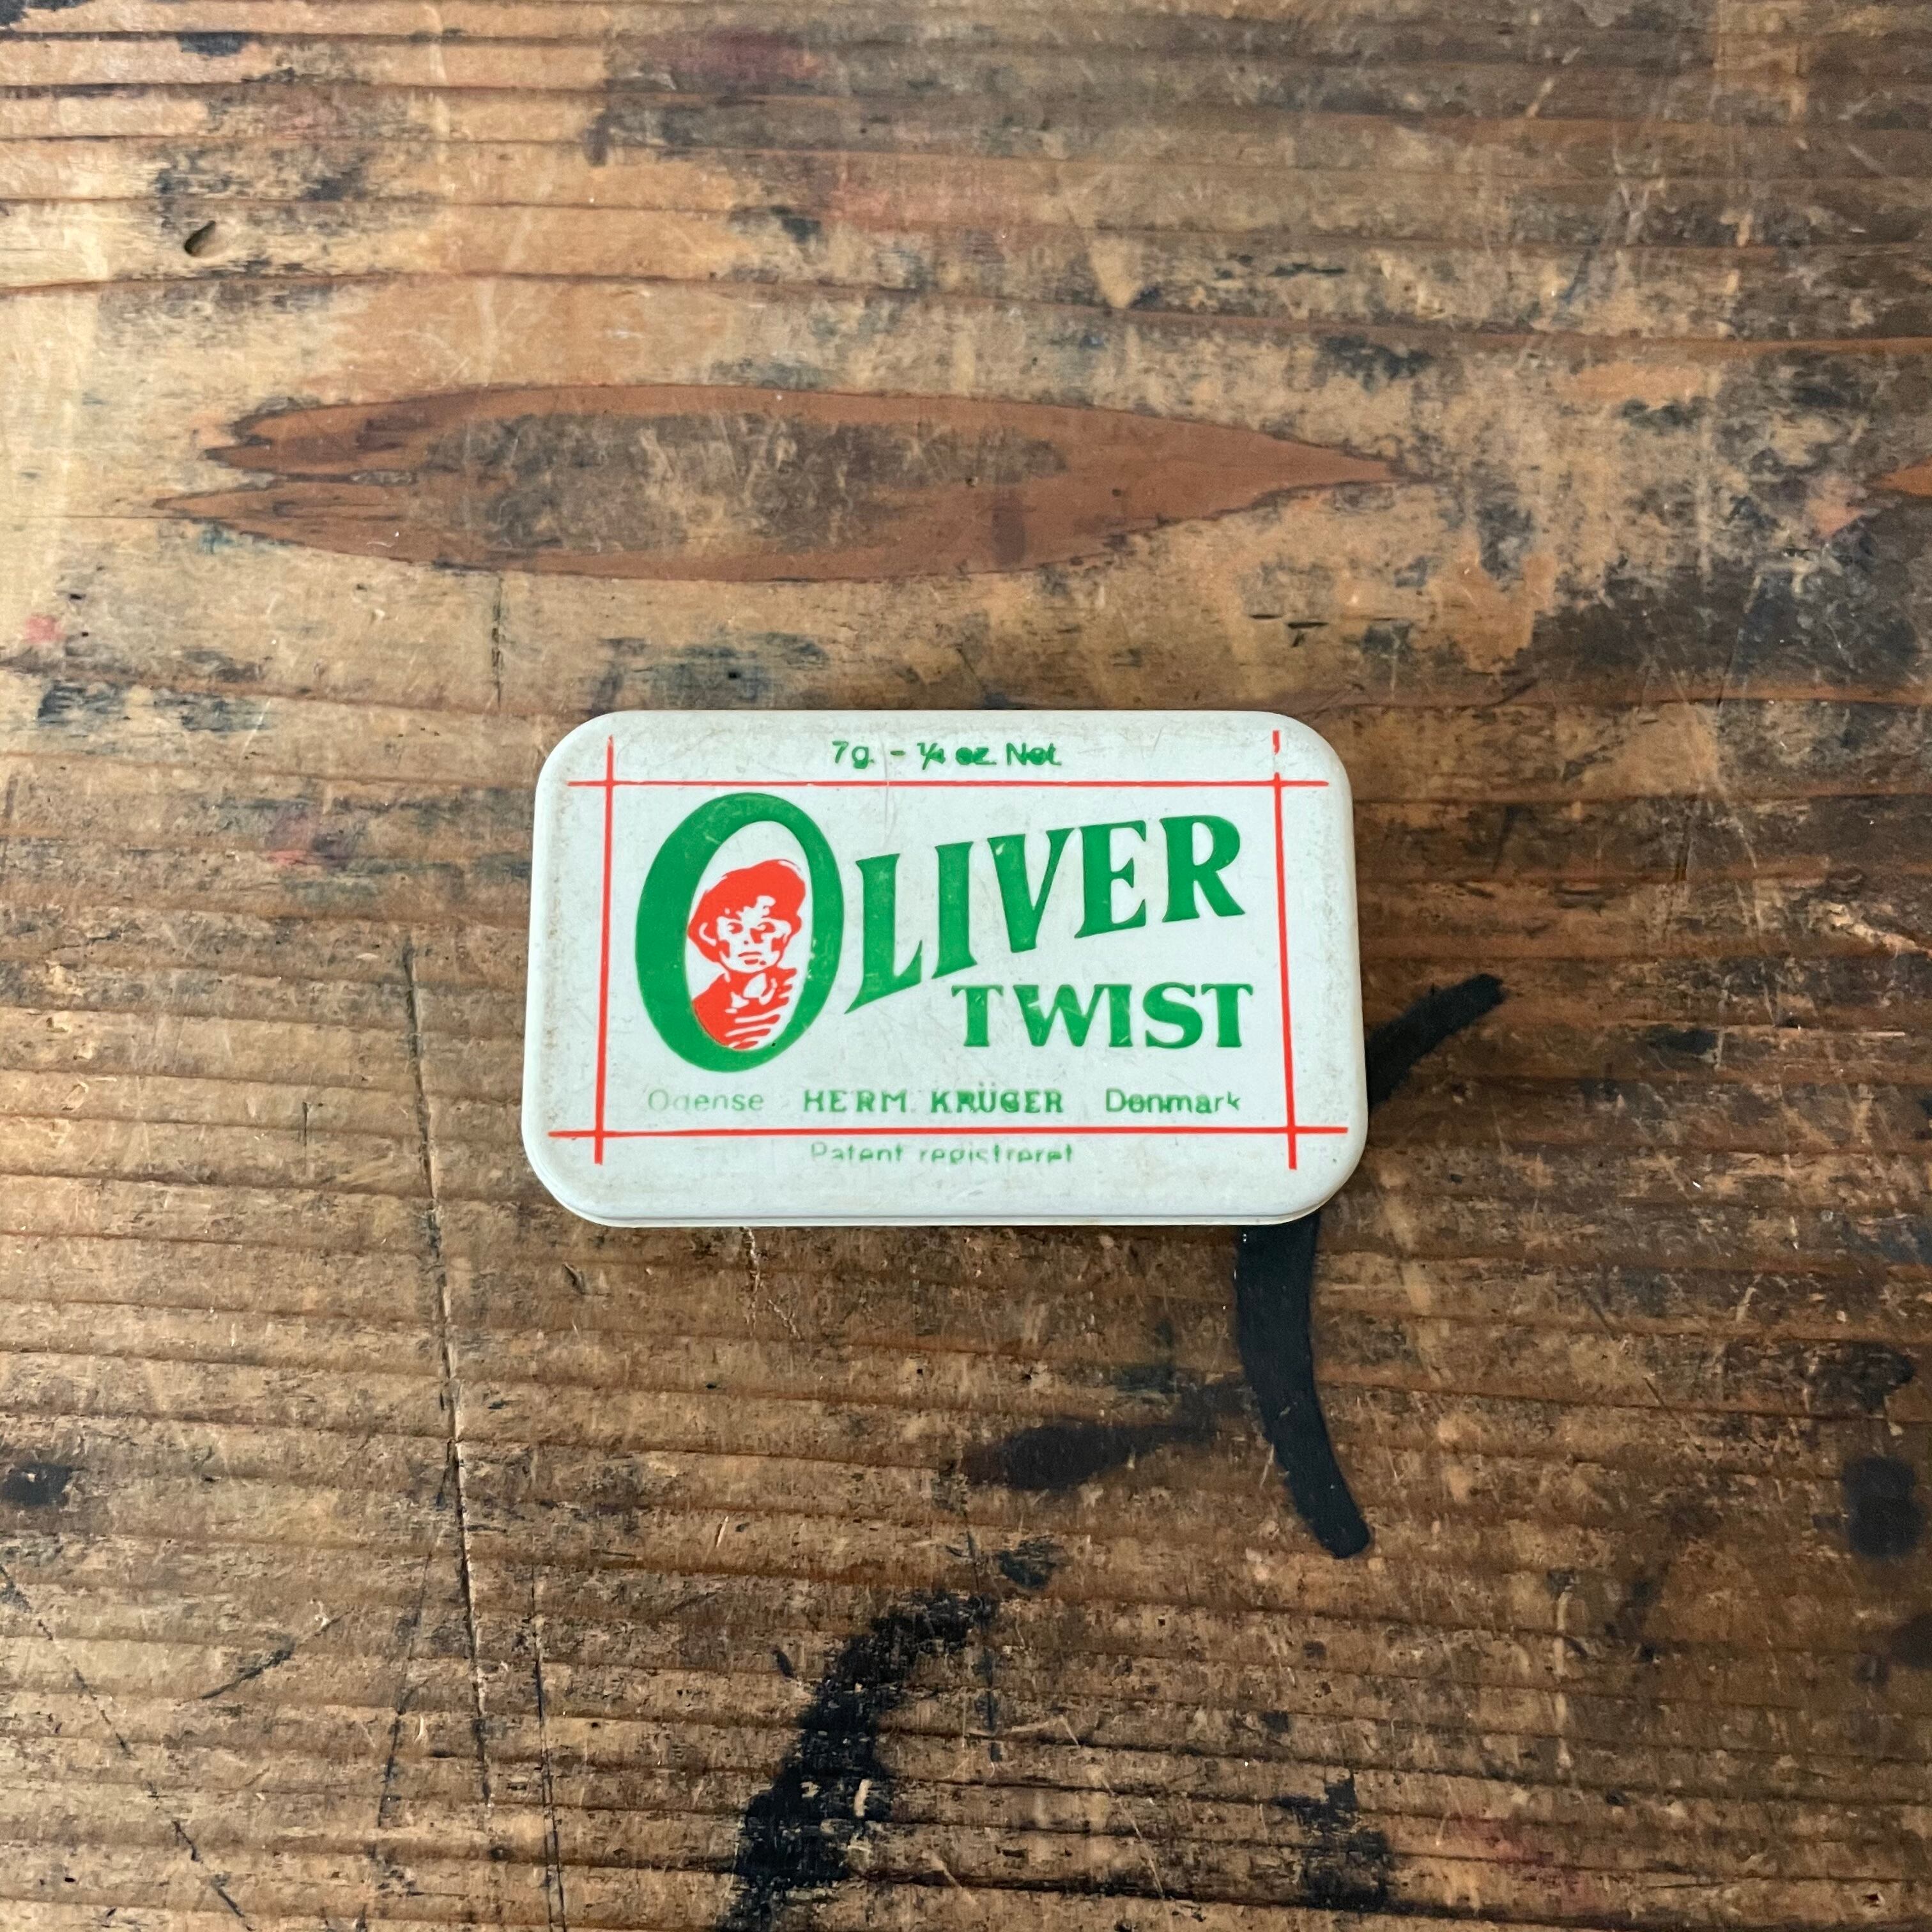 7g. - ¼ oz. Net.
OLIVER
TWIST
Odense HERM. KRÜGER Denmark
Patent registreret